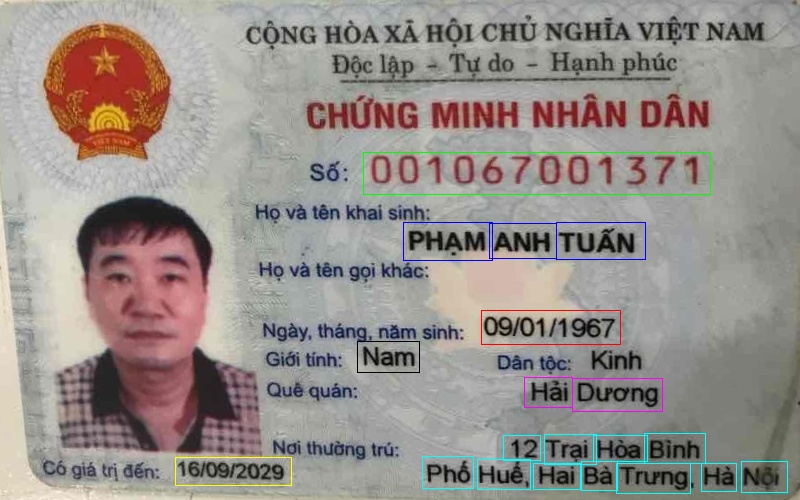 CỘNG HÒA XÃ HỘI CHỦ NGHĨA VIỆT NAM
Độc lập - Tự do - Hạnh phúc
CHỨNG MINH NHÂN DÂN
Số: 001067001371
Họ và tên khai sinh:
PHẠM ANH TUẤN
Họ và tên gọi khác:
Ngày, tháng, năm sinh: 09/01/1967
Giới tính: Nam Dân tộc: Kinh
Quê quán: Hải Dương
Nơi thường trú: 12 Trại Hòa Bình
Phố Huế, Hai Bà Trưng, Hà Nội
Có giá trị đến: 16/09/2029
VIỆT NAM